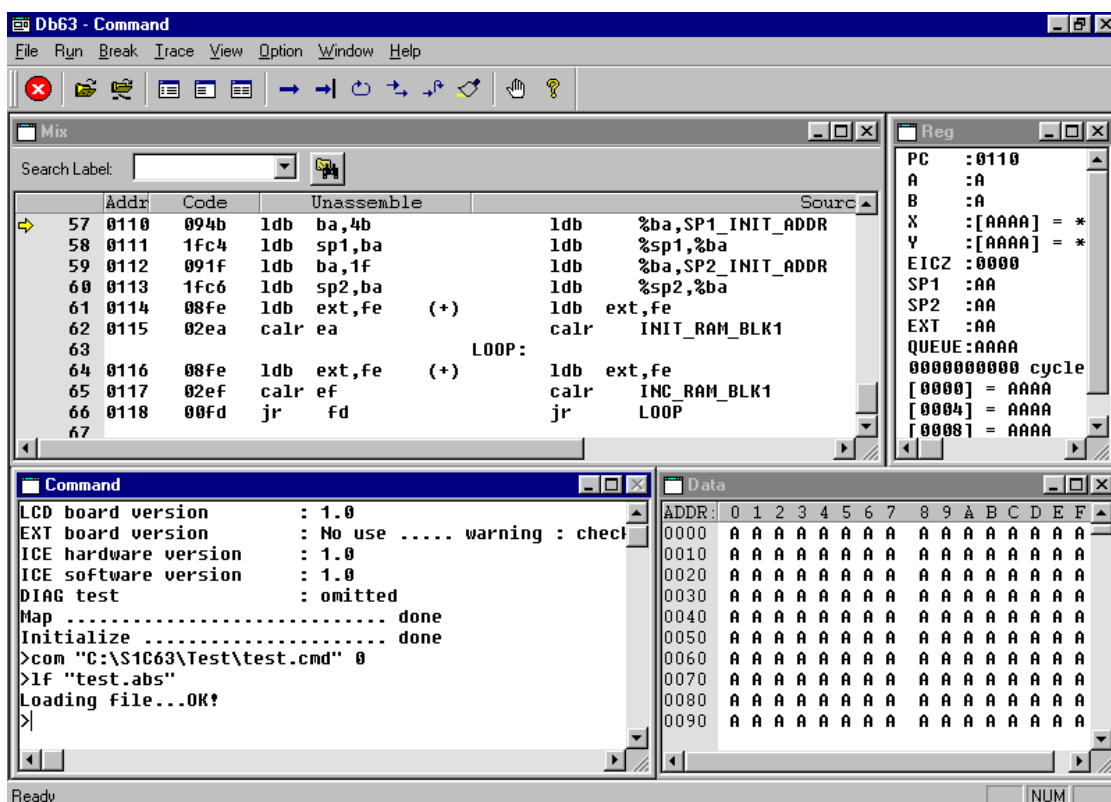 Db63 - Command
File Run Break Trace View Option Window Help
Mix
Search Label:
Addr Code Unassemble Sourc
57 0110 094b ldb ba,4b ldb %ba,SP1_INIT_ADDR
58 0111 1fc4 ldb sp1,ba ldb %sp1,%ba
59 0112 091f ldb ba,1f ldb %ba,SP2_INIT_ADDR
60 0113 1fc6 ldb sp2,ba ldb %sp2,%ba
61 0114 08fe ldb ext,fe (+) ldb ext,fe
62 0115 02ea calr ea calr INIT_RAM_BLK1
63 LOOP:
64 0116 08fe ldb ext,fe (+) ldb ext,fe
65 0117 02ef calr ef calr INC_RAM_BLK1
66 0118 00fd jr fd jr LOOP
67
Reg
PC :0110
A :A
B :A
X :[AAAA] = *
Y :[AAAA] = *
EICZ :0000
SP1 :AA
SP2 :AA
EXT :AA
QUEUE:AAAA
0000000000 cycle
[0000] = AAAA
[0004] = AAAA
[0008] = AAAA
Command
LCD board version : 1.0
EXT board version : No use ..... warning : check
ICE hardware version : 1.0
ICE software version : 1.0
DIAG test : omitted
Map ............................. done
Initialize ...................... done
>com "C:\S1C63\Test\test.cmd" 0
>lf "test.abs"
Loading file...OK!
>
Data
ADDR: 0 1 2 3 4 5 6 7 8 9 A B C D E F
0000 A A A A A A A A A A A A A A A A
0010 A A A A A A A A A A A A A A A A
0020 A A A A A A A A A A A A A A A A
0030 A A A A A A A A A A A A A A A A
0040 A A A A A A A A A A A A A A A A
0050 A A A A A A A A A A A A A A A A
0060 A A A A A A A A A A A A A A A A
0070 A A A A A A A A A A A A A A A A
0080 A A A A A A A A A A A A A A A A
0090 A A A A A A A A A A A A A A A A
Ready NUM